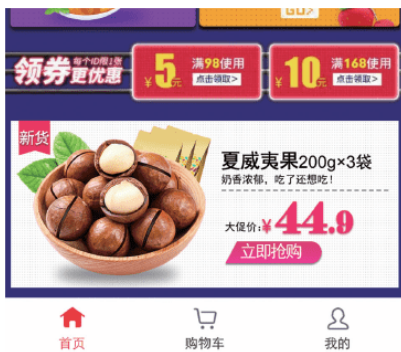 GO>
领券
每个ID限1张
更优惠
¥5元
满98使用
点击领取>
¥10元
满168使用
点击领取>
新货
夏威夷果200g×3袋
奶香浓郁，吃了还想吃！
大促价:¥44.9
立即抢购
首页
购物车
我的